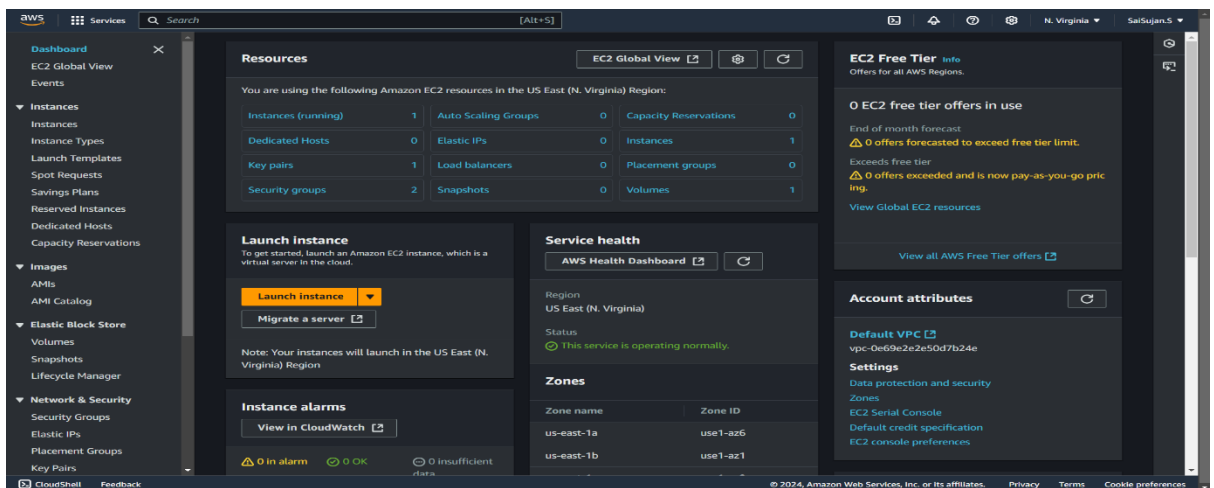 aws Services Search [Alt+S] N. Virginia SaiSujan.S
Dashboard
EC2 Global View
Events
Instances
Instances
Instance Types
Launch Templates
Spot Requests
Savings Plans
Reserved Instances
Dedicated Hosts
Capacity Reservations
Images
AMIs
AMI Catalog
Elastic Block Store
Volumes
Snapshots
Lifecycle Manager
Network & Security
Security Groups
Elastic IPs
Placement Groups
Key Pairs
Resources EC2 Global View
You are using the following Amazon EC2 resources in the US East (N. Virginia) Region:
Instances (running) 1 Auto Scaling Groups 0 Capacity Reservations 0
Dedicated Hosts 0 Elastic IPs 0 Instances 1
Key pairs 1 Load balancers 0 Placement groups 0
Security groups 2 Snapshots 0 Volumes 1
Launch instance
To get started, launch an Amazon EC2 instance, which is a
virtual server in the cloud.
Launch instance
Migrate a server
Note: Your instances will launch in the US East (N.
Virginia) Region
Instance alarms
View in CloudWatch
0 in alarm 0 OK 0 insufficient
data
Service health
AWS Health Dashboard
Region
US East (N. Virginia)
Status
This service is operating normally.
Zones
Zone name Zone ID
us-east-1a use1-az6
us-east-1b use1-az1
EC2 Free Tier Info
Offers for all AWS Regions.
0 EC2 free tier offers in use
End of month forecast
0 offers forecasted to exceed free tier limit.
Exceeds free tier
0 offers exceeded and is now pay-as-you-go pric
ing.
View Global EC2 resources
View all AWS Free Tier offers
Account attributes
Default VPC
vpc-0e69e2e2e50d7b24e
Settings
Data protection and security
Zones
EC2 Serial Console
Default credit specification
EC2 console preferences
CloudShell Feedback © 2024, Amazon Web Services, Inc. or its affiliates. Privacy Terms Cookie preferences